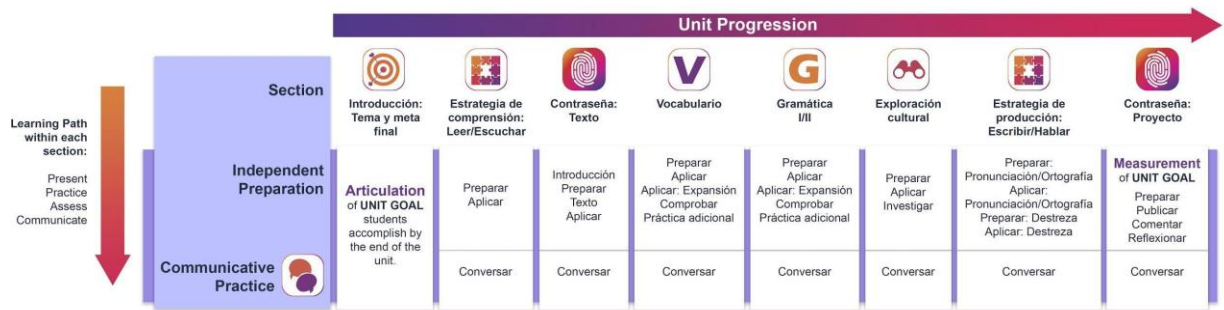 Unit Progression
Learning Path
within each
section:
Present
Practice
Assess
Communicate
Section
Introducción:
Tema y meta
final
Estrategia de
comprensión:
Leer/Escuchar
Contraseña:
Texto
V
Vocabulario
G
Gramática
I/II
Exploración
cultural
Estrategia de
producción:
Escribir/Hablar
Contraseña:
Proyecto
Independent
Preparation
Articulation
of UNIT GOAL
students
accomplish by
the end of the
unit.
Preparar
Aplicar
Introducción
Preparar
Texto
Aplicar
Preparar
Aplicar
Aplicar: Expansión
Comprobar
Práctica adicional
Preparar
Aplicar
Aplicar: Expansión
Comprobar
Práctica adicional
Preparar
Aplicar
Investigar
Preparar:
Pronunciación/Ortografía
Aplicar:
Pronunciación/Ortografía
Preparar: Destreza
Aplicar: Destreza
Measurement
of UNIT GOAL
Preparar
Publicar
Comentar
Reflexionar
Communicative
Practice
Conversar
Conversar
Conversar
Conversar
Conversar
Conversar
Conversar